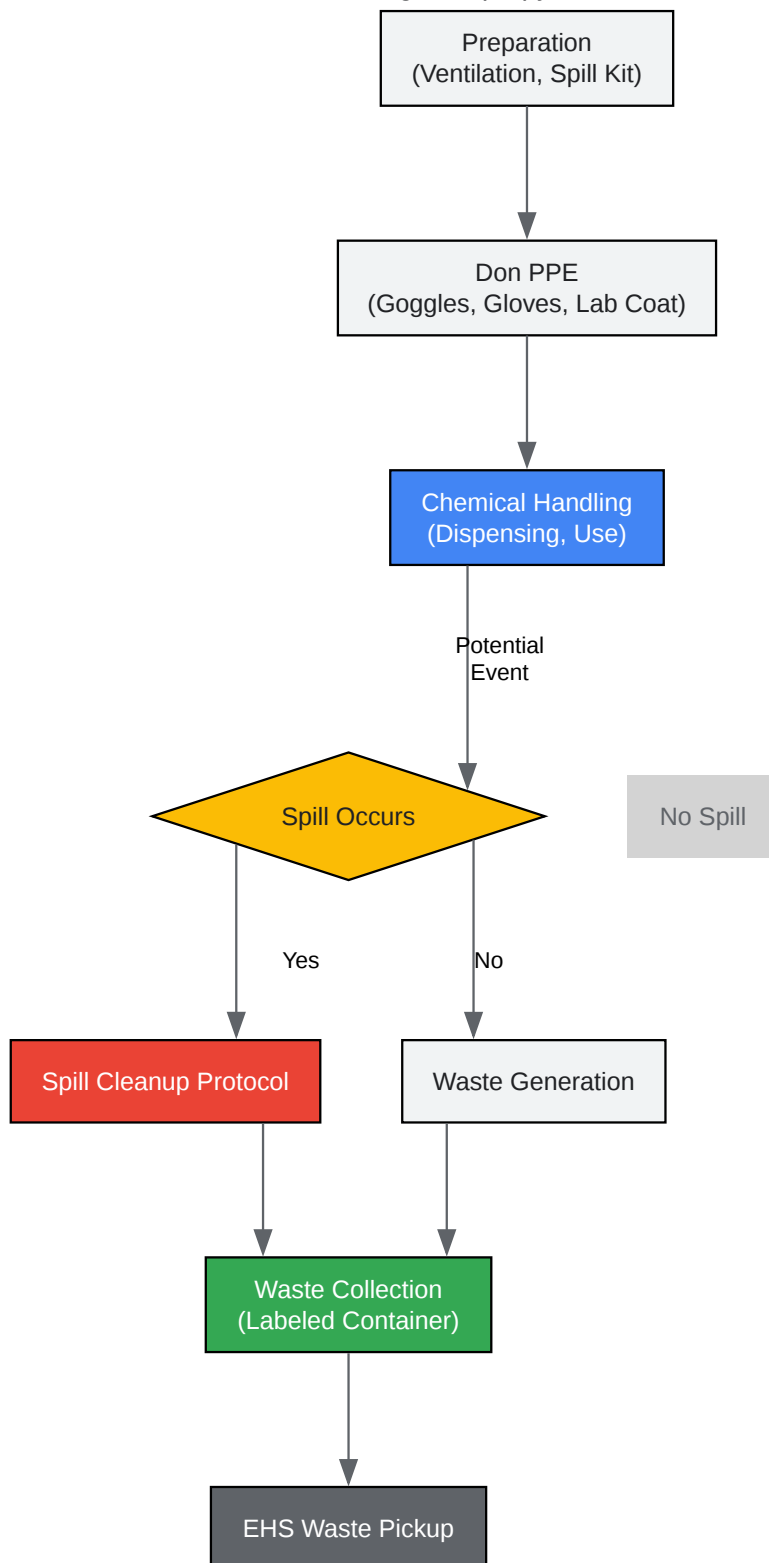 Preparation
(Ventilation, Spill Kit)
Don PPE
(Goggles, Gloves, Lab Coat)
Chemical Handling
(Dispensing, Use)
Potential
Event
Spill Occurs
No Spill
Yes
No
Spill Cleanup Protocol
Waste Generation
Waste Collection
(Labeled Container)
EHS Waste Pickup